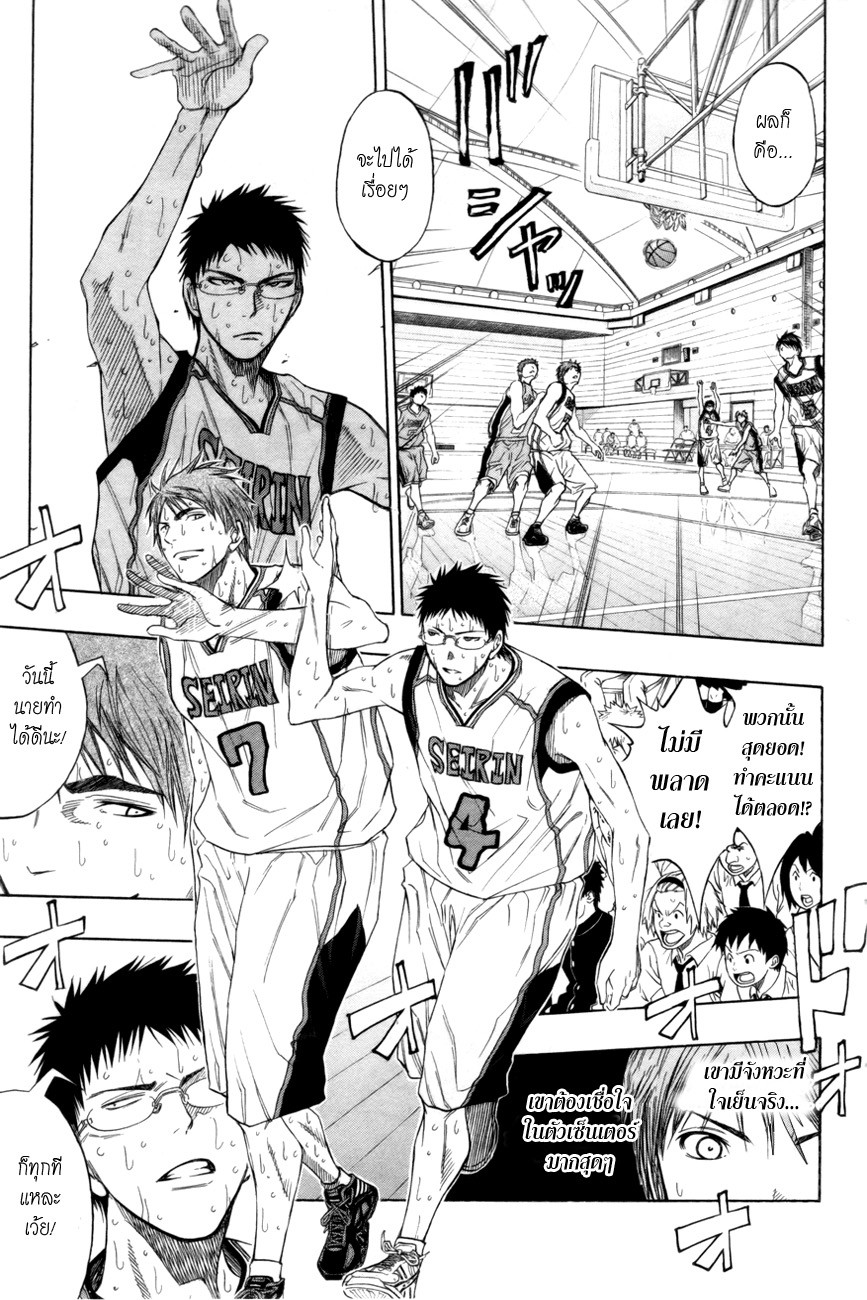 ผลก็
คือ...
จะไปได้
เรื่อยๆ
ジャッ
SEIRIN
พวกนั้น
สุดยอด!
ทำคะแนน
ได้ตลอด!?
ไม่มี
พลาด
เลย!
SEIRIN
7
SEIRIN
4
วันนี้
นายทำ
ได้ดีนะ!
オ
オ
オ
オ
オ
ド
เขามีจังหวะที่
ใจเย็นจริง...
เขาต้องเชื่อใจ
ในตัวเซ็นเตอร์
มากสุดๆ
ก็ทุกที
แหละ
เว้ย!